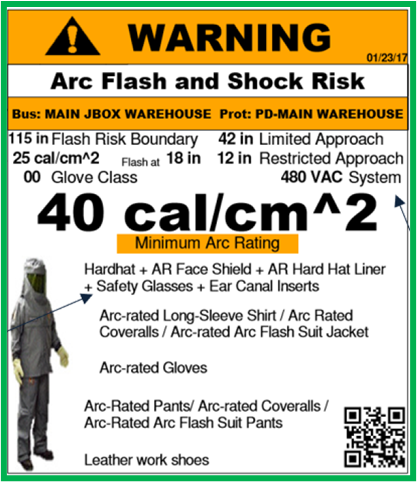 WARNING
01/23/17
Arc Flash and Shock Risk
Bus: MAIN JBOX WAREHOUSE Prot: PD-MAIN WAREHOUSE
115 in Flash Risk Boundary 42 in Limited Approach
25 cal/cm^2 Flash at 18 in 12 in Restricted Approach
00 Glove Class 480 VAC System
40 cal/cm^2
Minimum Arc Rating
Hardhat + AR Face Shield + AR Hard Hat Liner
+ Safety Glasses + Ear Canal Inserts
Arc-rated Long-Sleeve Shirt / Arc Rated
Coveralls / Arc-rated Arc Flash Suit Jacket
Arc-rated Gloves
Arc-Rated Pants/ Arc-rated Coveralls /
Arc-Rated Arc Flash Suit Pants
Leather work shoes